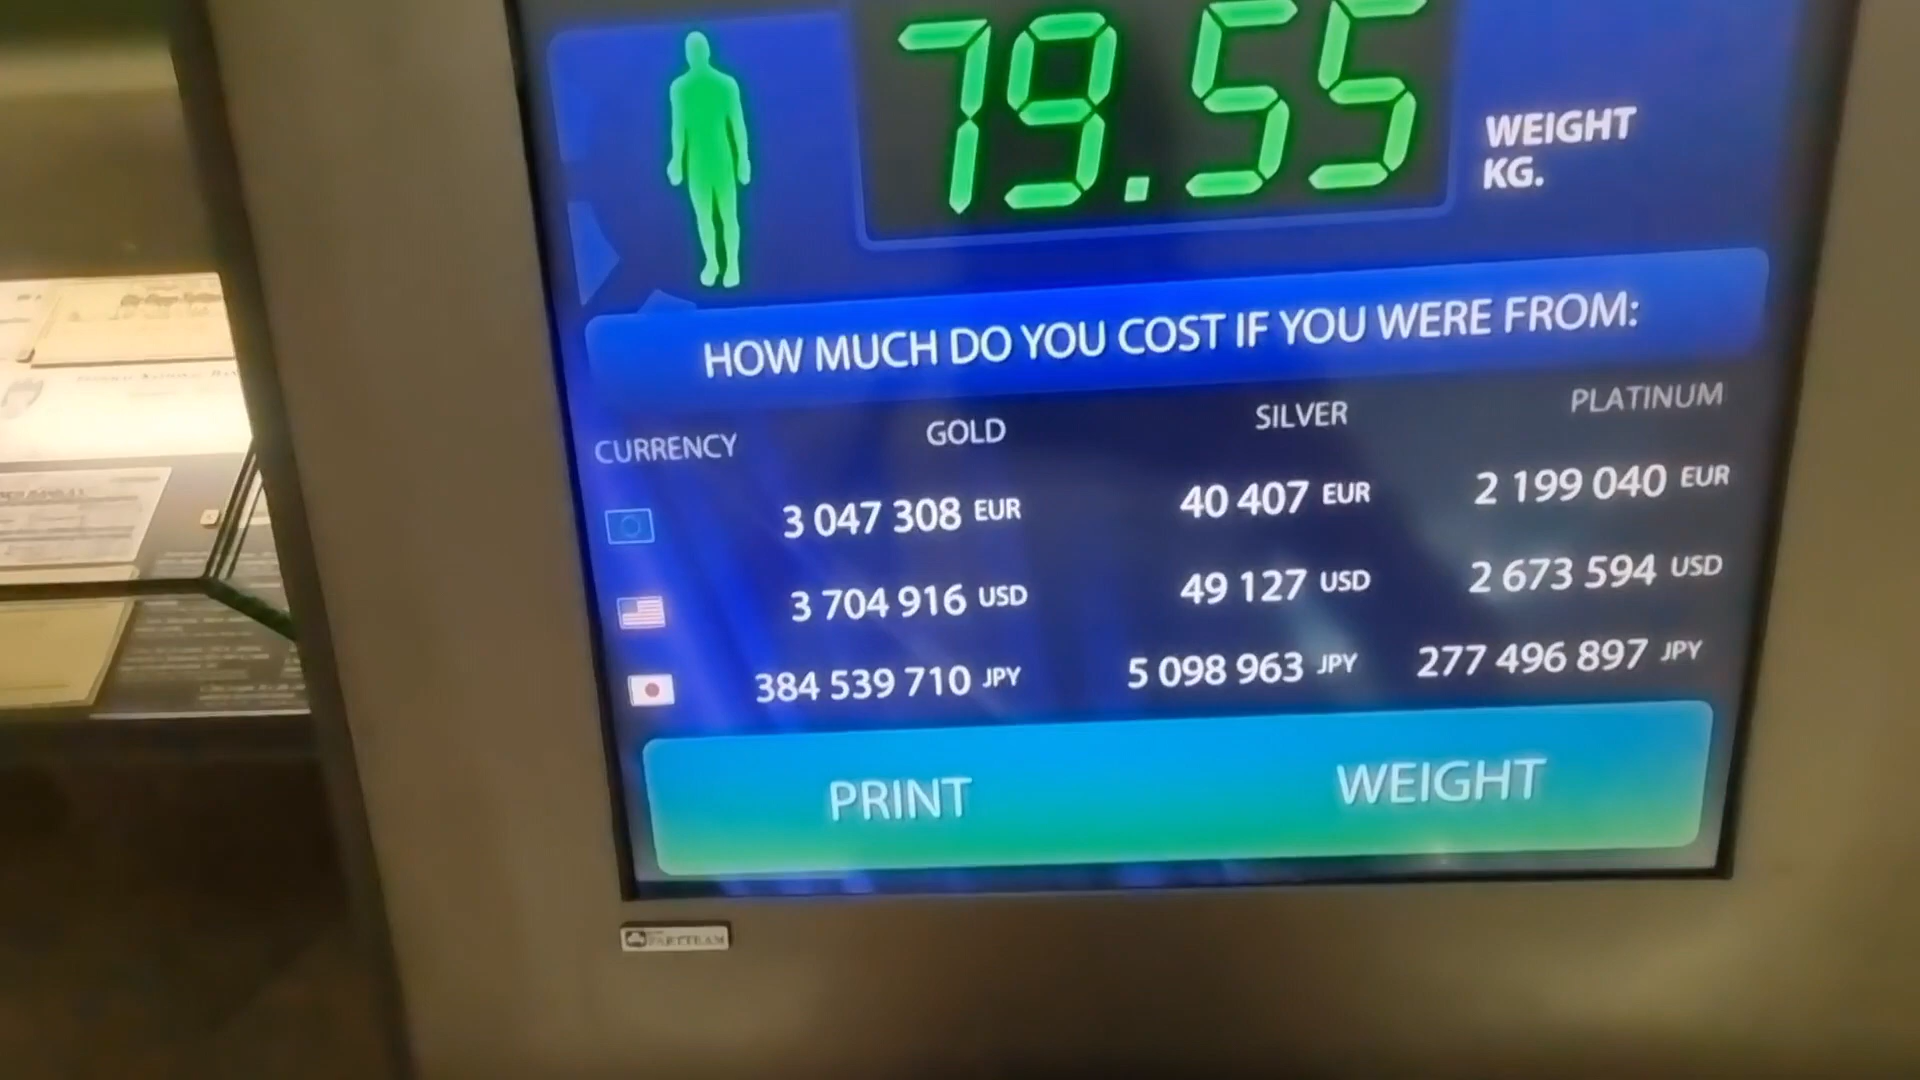 79.55
WEIGHT
KG.
HOW MUCH DO YOU COST IF YOU WERE FROM:
CURRENCY GOLD SILVER PLATINUM
3 047 308 EUR 40 407 EUR 2 199 040 EUR
3 704 916 USD 49 127 USD 2 673 594 USD
384 539 710 JPY 5 098 963 JPY 277 496 897 JPY
PRINT WEIGHT
PARTTEAM